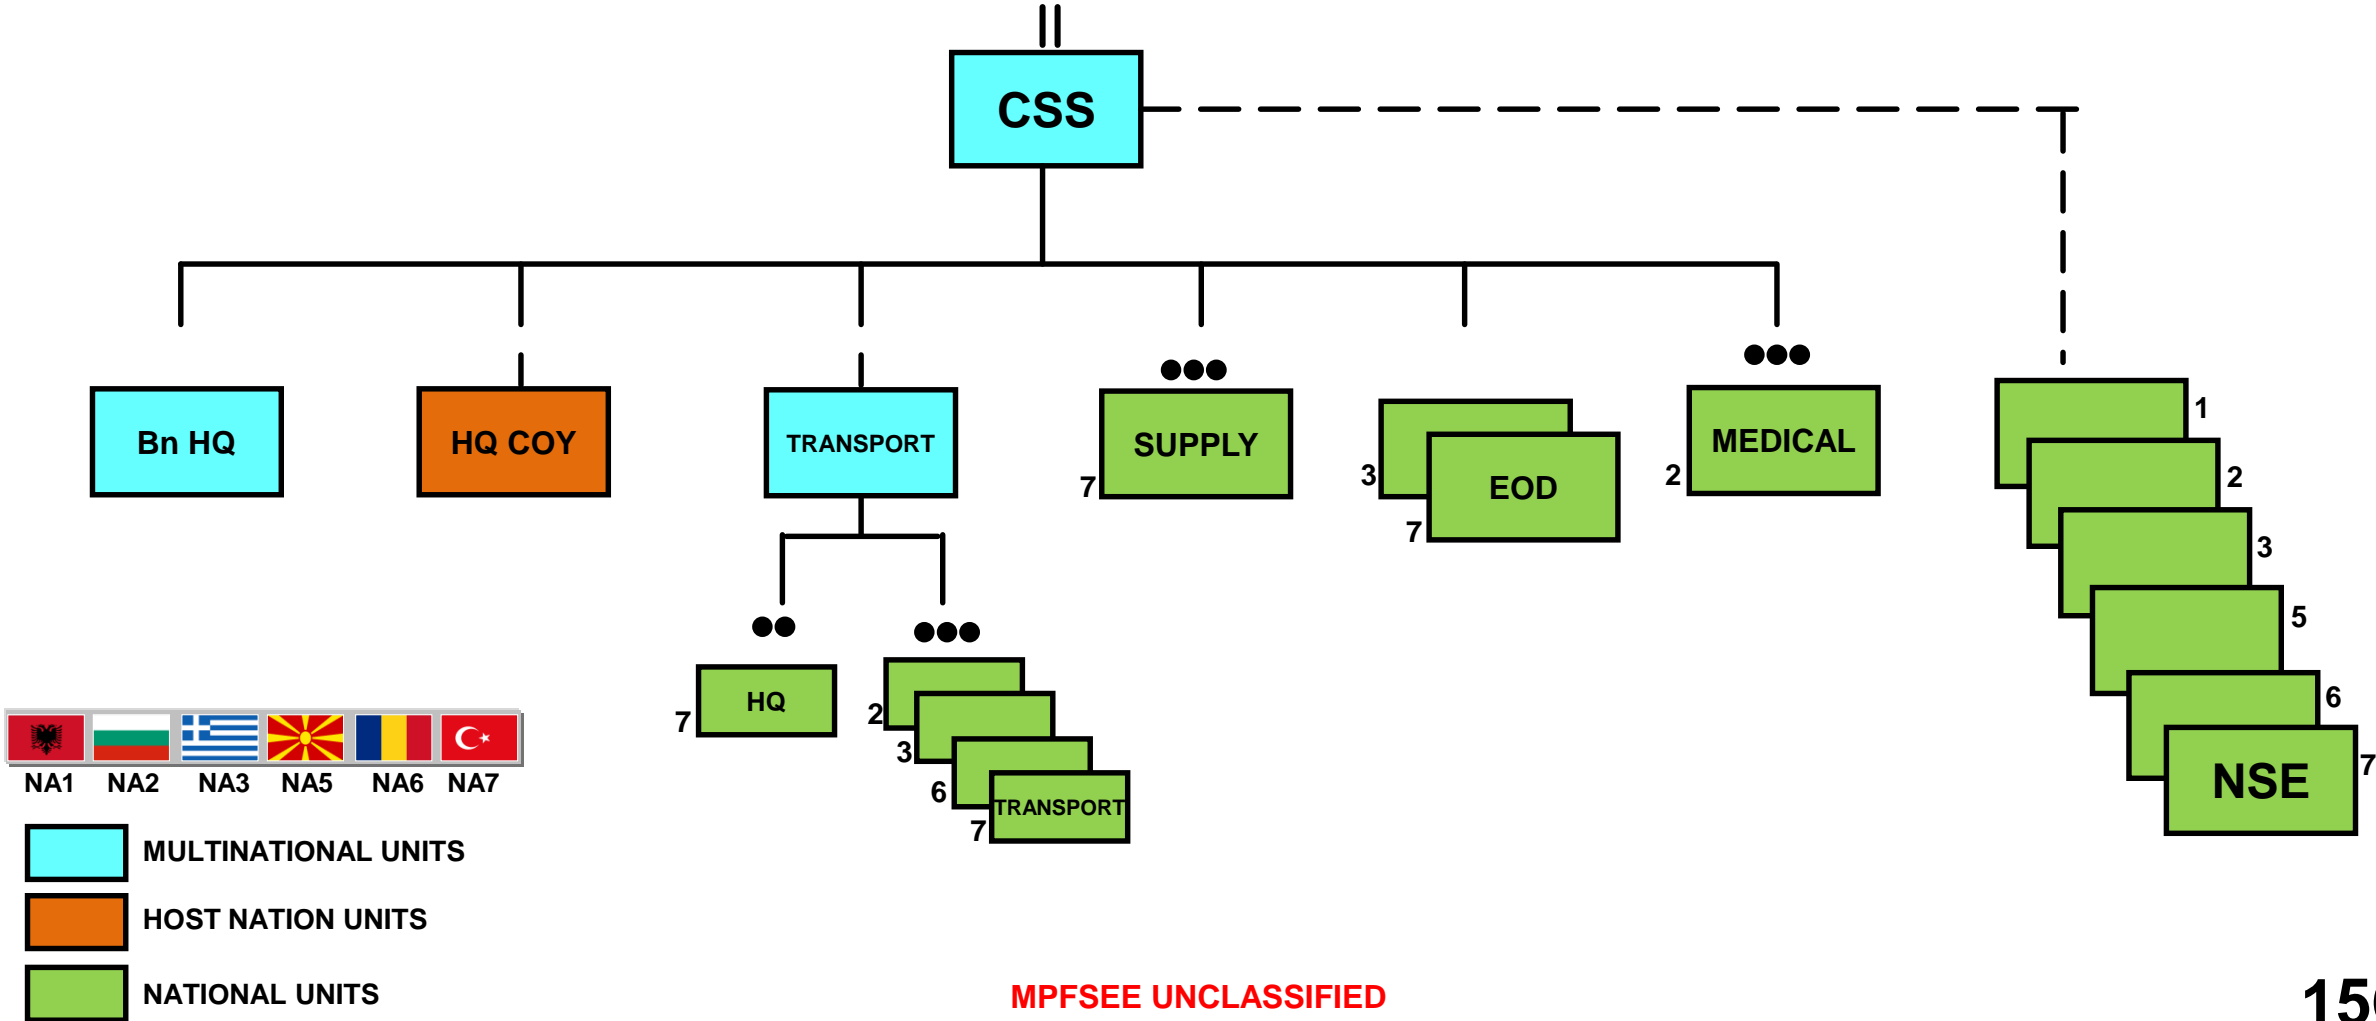 CSS
Bn HQ
HQ COY
TRANSPORT
7
SUPPLY
3
7
EOD
2
MEDICAL
1
2
3
5
6
7
NSE
7
HQ
2
3
6
7
TRANSPORT
NA1 NA2 NA3 NA5 NA6 NA7
MULTINATIONAL UNITS
HOST NATION UNITS
NATIONAL UNITS
MPFSEE UNCLASSIFIED